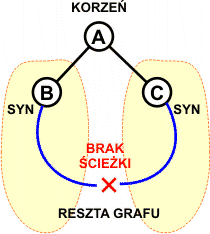 KORZEŃ
A
B
C
SYN
SYN
BRAK
ŚCIEŻKI
RESZTA GRAFU